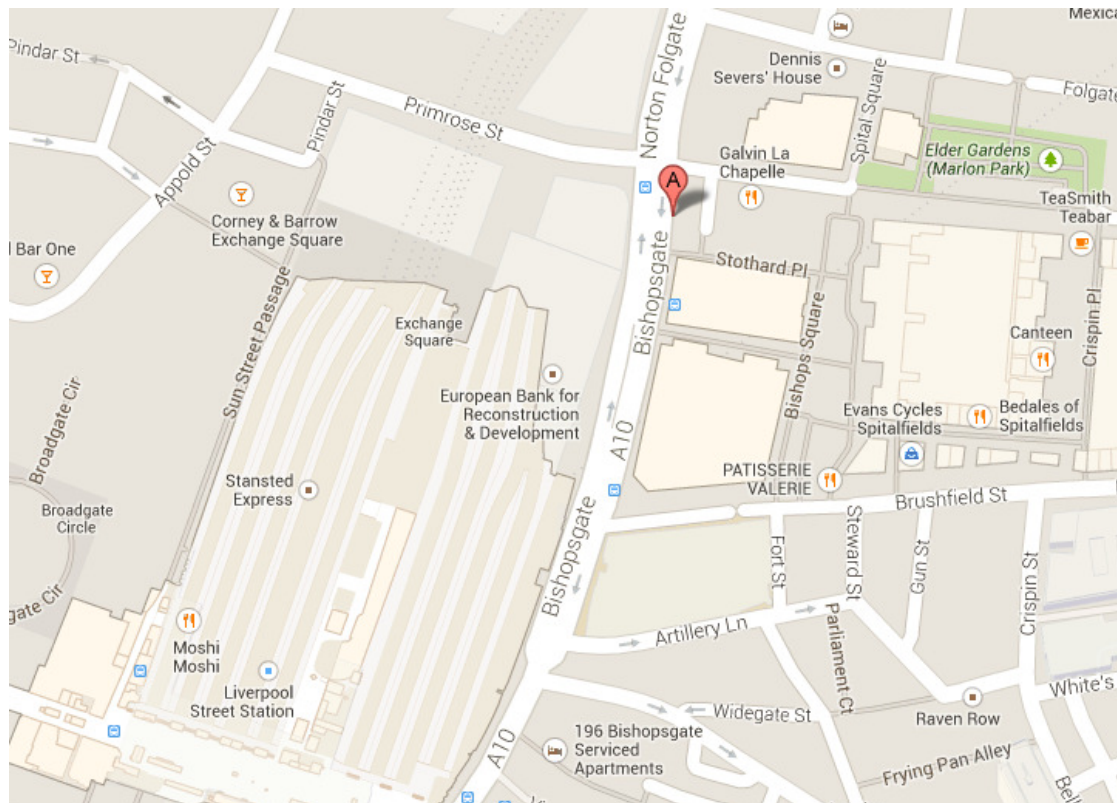 Mexica
Pindar St
Norton Folgate
Dennis
Severs' House
Spital Square
Folgate
Pindar St
Primrose St
Appold St
Galvin La
Chapelle
Elder Gardens
(Marlon Park)
A
TeaSmith
Teabar
Corney & Barrow
Exchange Square
l Bar One
Stothard Pl
Bishopsgate
Bishops Square
Crispin Pl
Sun Street Passage
Exchange
Square
Canteen
European Bank for
Reconstruction
& Development
Evans Cycles
Spitalfields
Bedales of
Spitalfields
Broadgate Cir
A10
PATISSERIE
VALERIE
Stansted
Express
Brushfield St
Broadgate
Circle
Bishopsgate
Fort St
Steward St
Gun St
Crispin St
gate Cir
Moshi
Moshi
Artillery Ln
Parliament Ct
Liverpool
Street Station
White's
Widegate St
Raven Row
A10
196 Bishopsgate
Serviced
Apartments
Frying Pan Alley
Bel